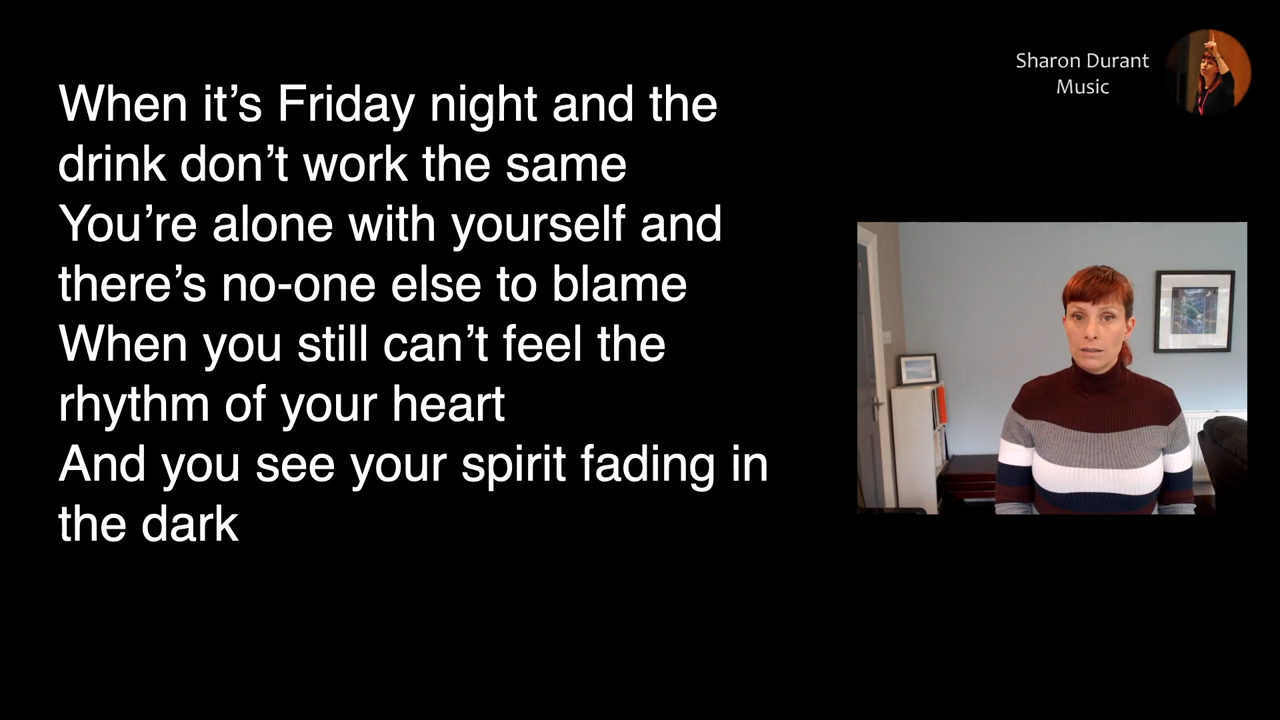 When it’s Friday night and the
drink don’t work the same
You’re alone with yourself and
there’s no-one else to blame
When you still can’t feel the
rhythm of your heart
And you see your spirit fading in
the dark
Sharon Durant
Music